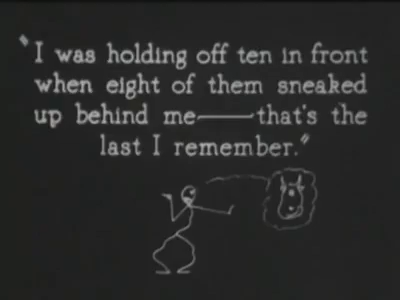 "I was holding off ten in front
when eight of them sneaked
up behind me—that's the
last I remember."